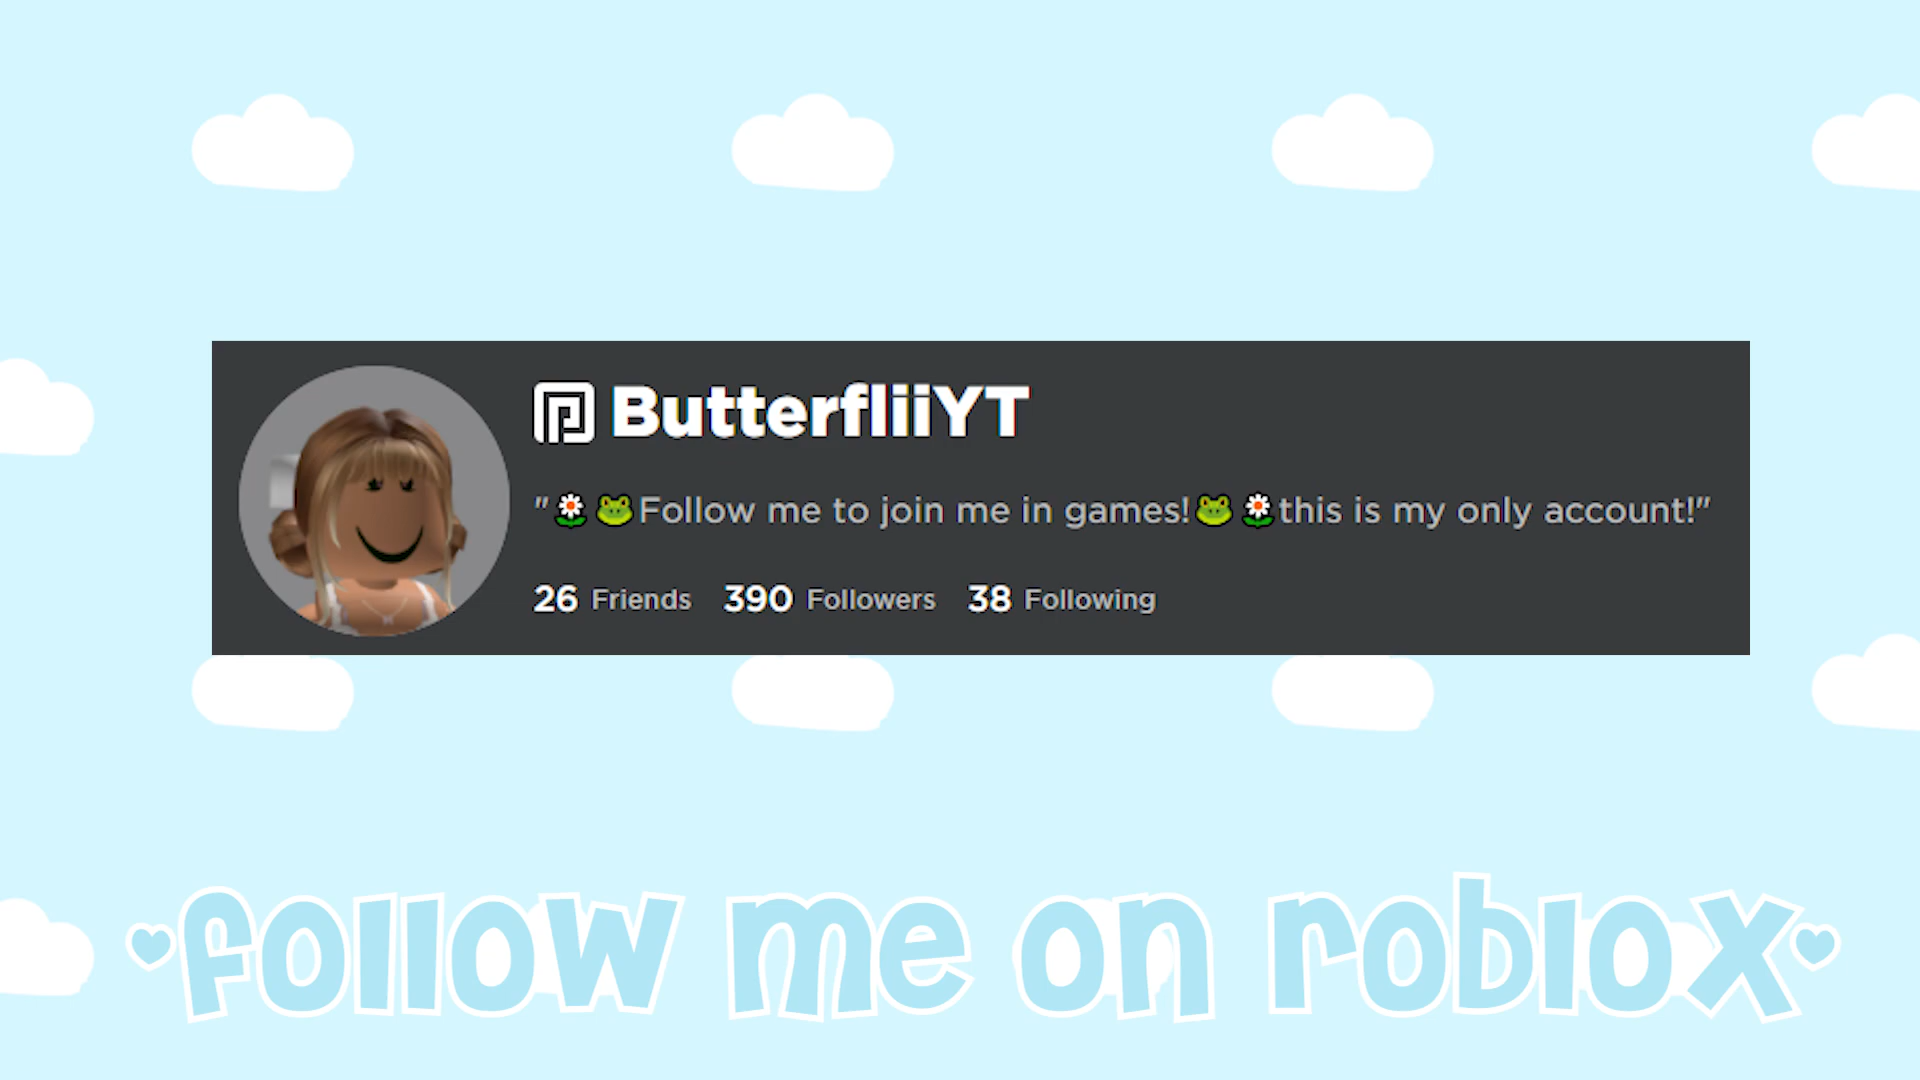 ButterfliiYT
"🌼🐸Follow me to join me in games!🐸🌼this is my only account!"
26 Friends 390 Followers 38 Following
follow me on roblox